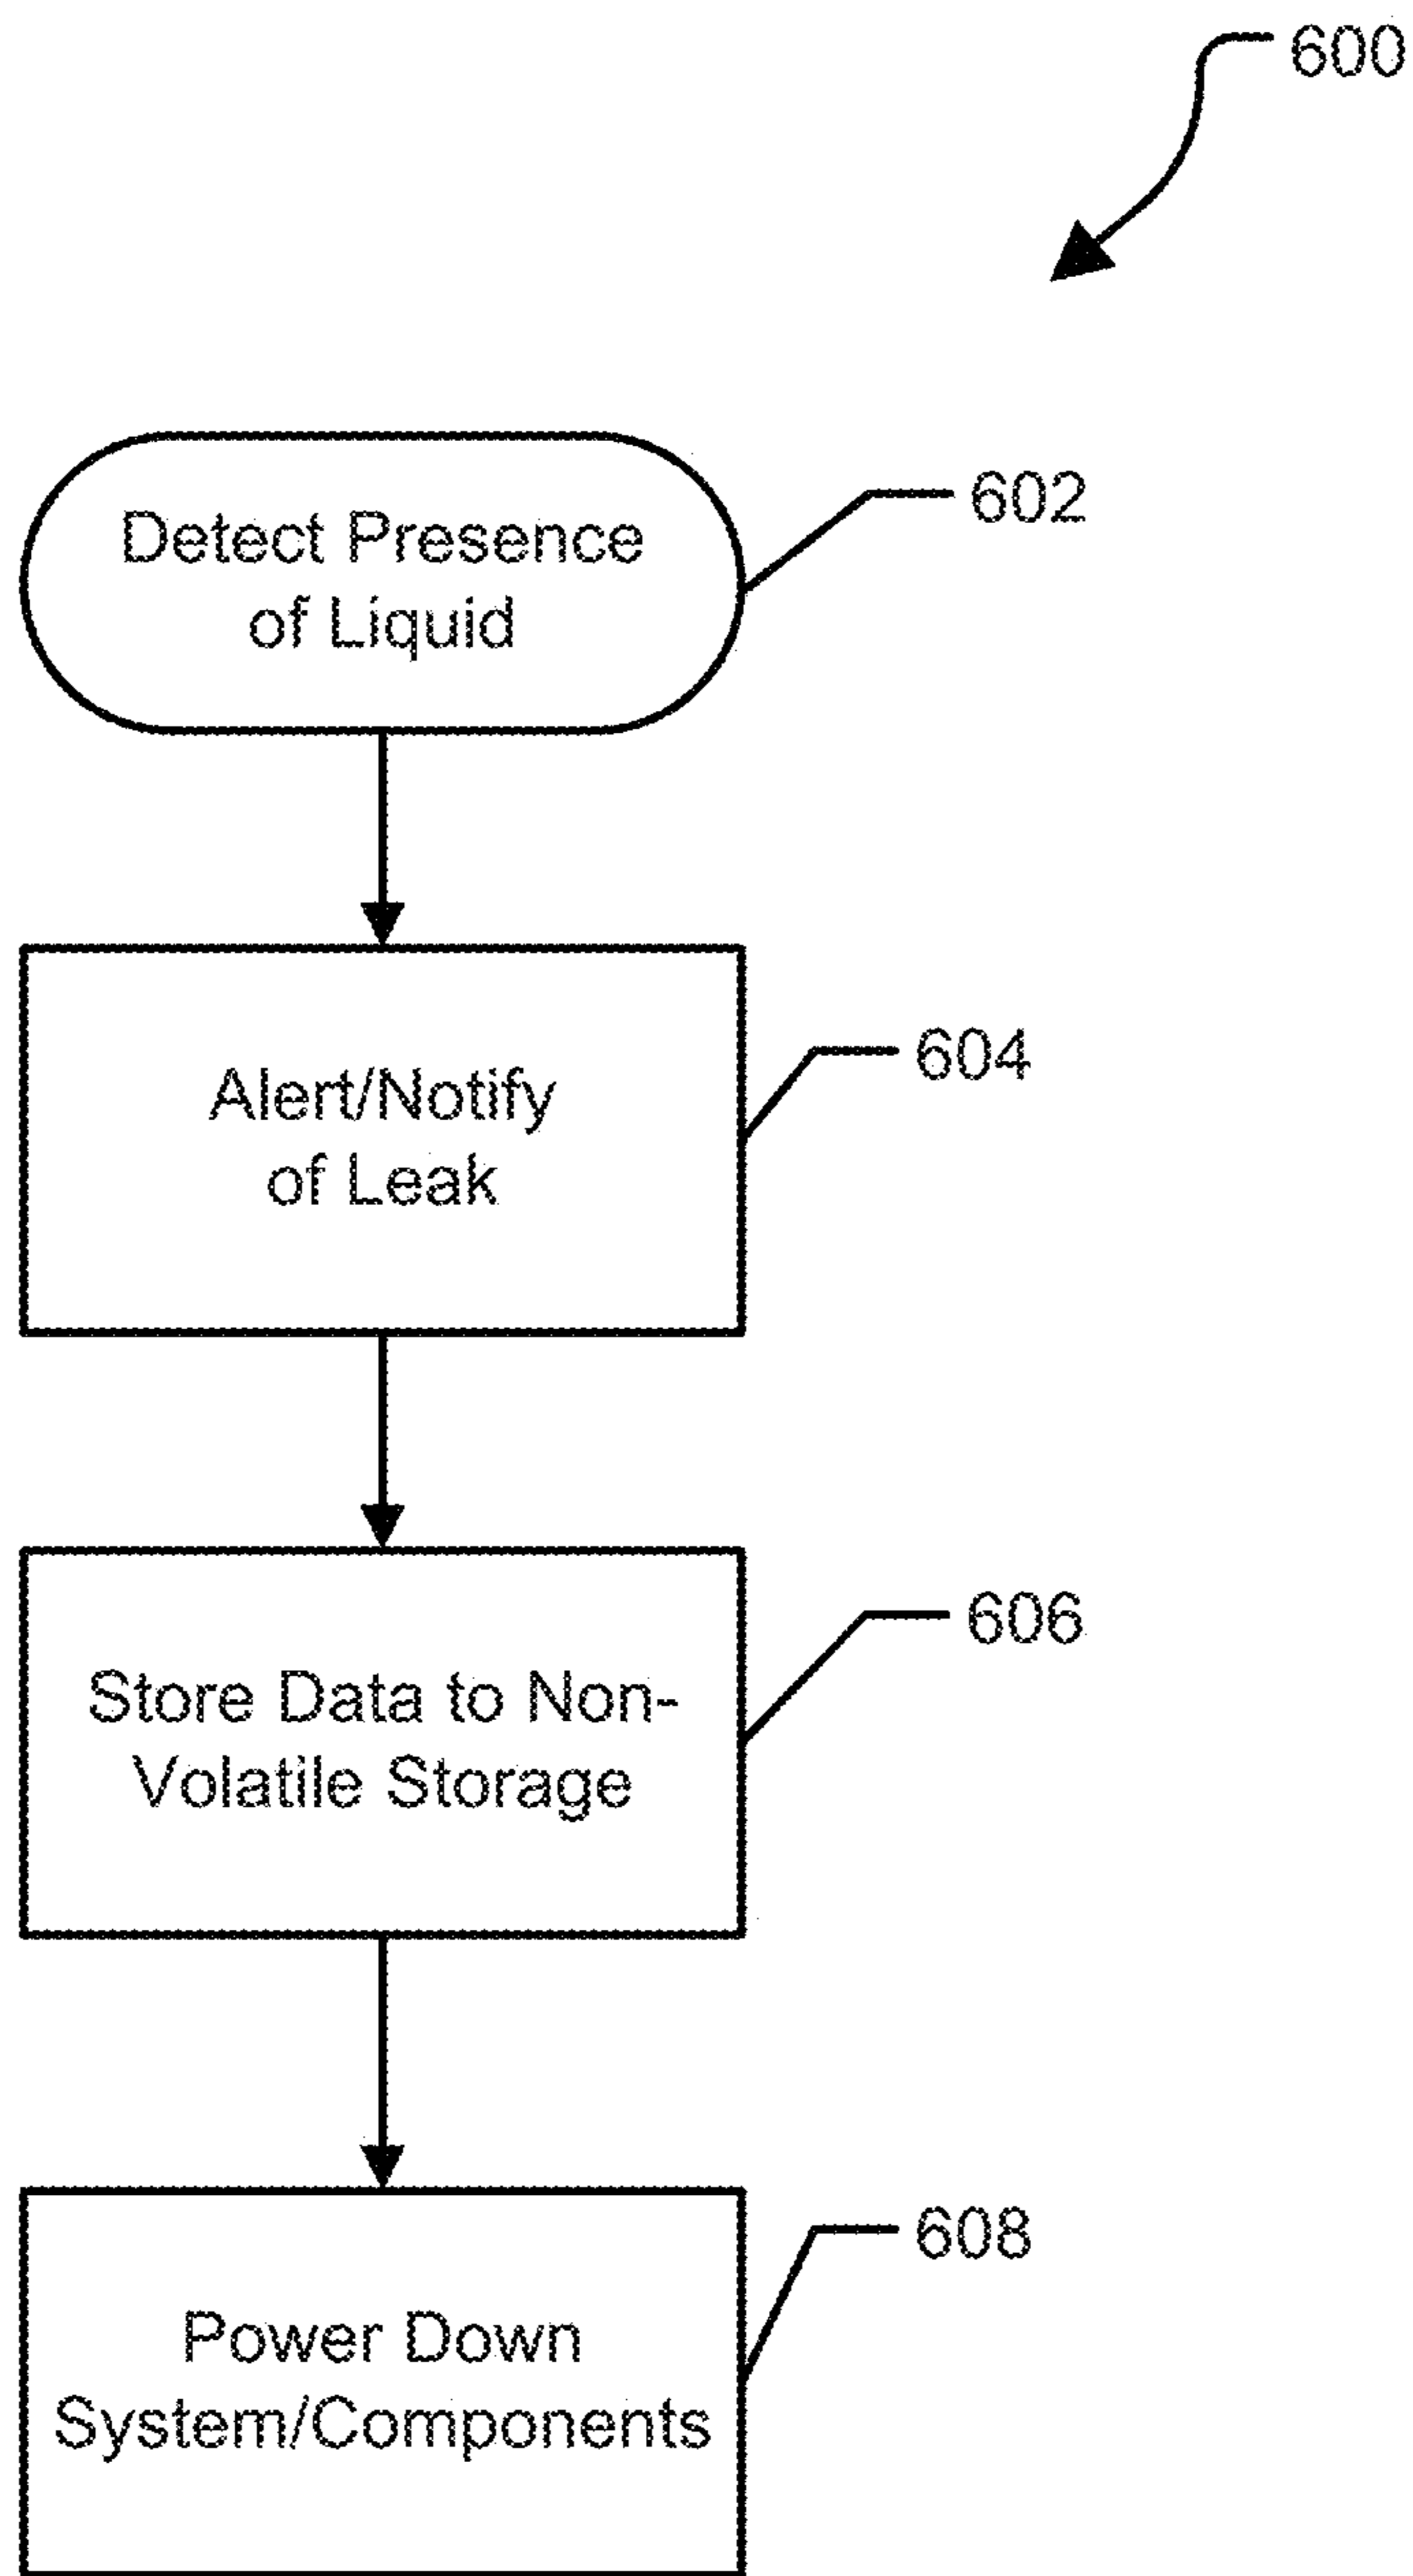 600
Detect Presence
of Liquid
602
Alert/Notify
of Leak
604
Store Data to Non-
Volatile Storage
606
Power Down
System/Components
608